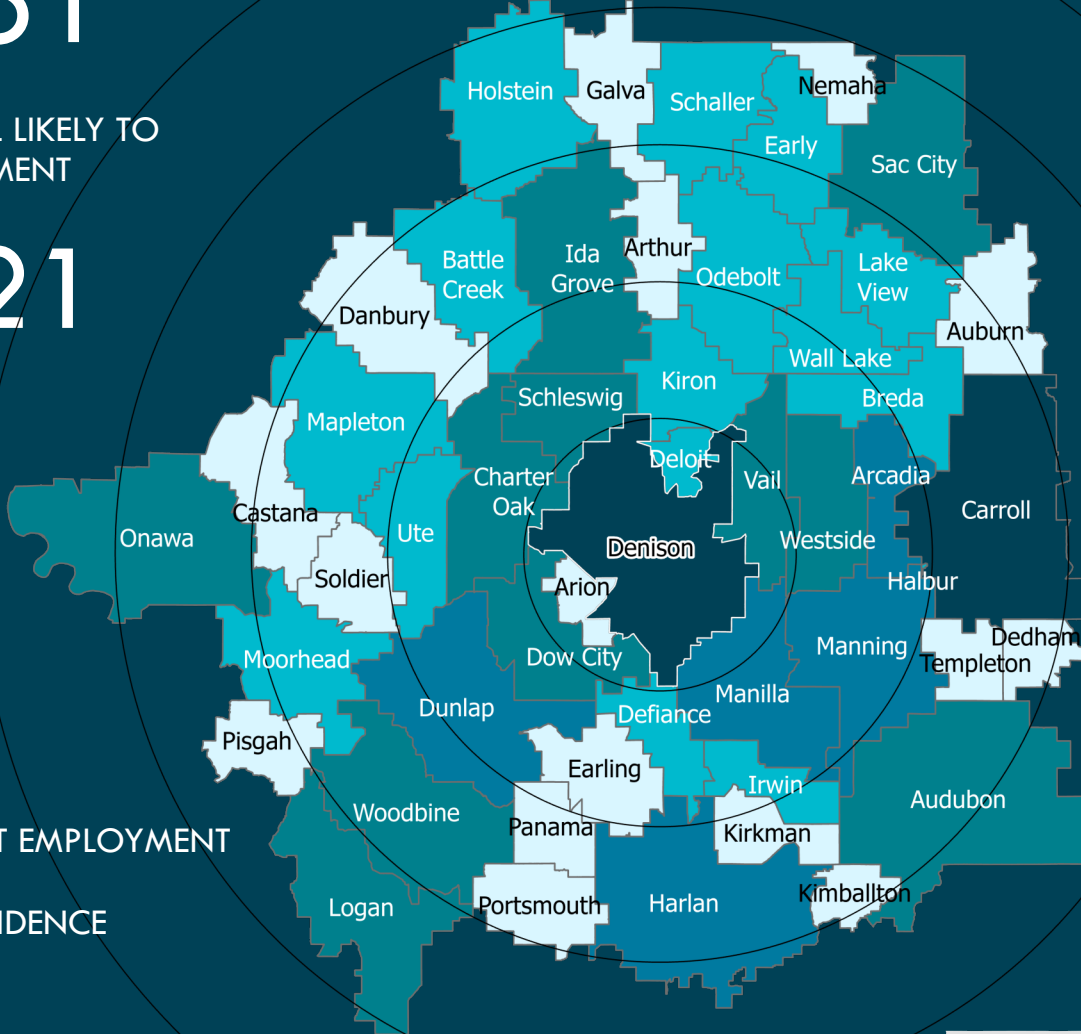 LIKELY TO
MENT
21
T EMPLOYMENT
IDENCE
Holstein
Galva
Nemaha
Schaller
Early
Sac City
Arthur
Ida
Grove
Battle
Creek
Odebolt
Lake
View
Danbury
Auburn
Wall Lake
Kiron
Schleswig
Breda
Mapleton
Deloit
Charter
Oak
Vail
Arcadia
Castana
Carroll
Onawa
Ute
Westside
Denison
Soldier
Arion
Halbur
Dedham
Manning
Templeton
Moorhead
Dow City
Manilla
Dunlap
Defiance
Pisgah
Earling
Irwin
Audubon
Woodbine
Panama
Kirkman
Kimballton
Logan
Portsmouth
Harlan